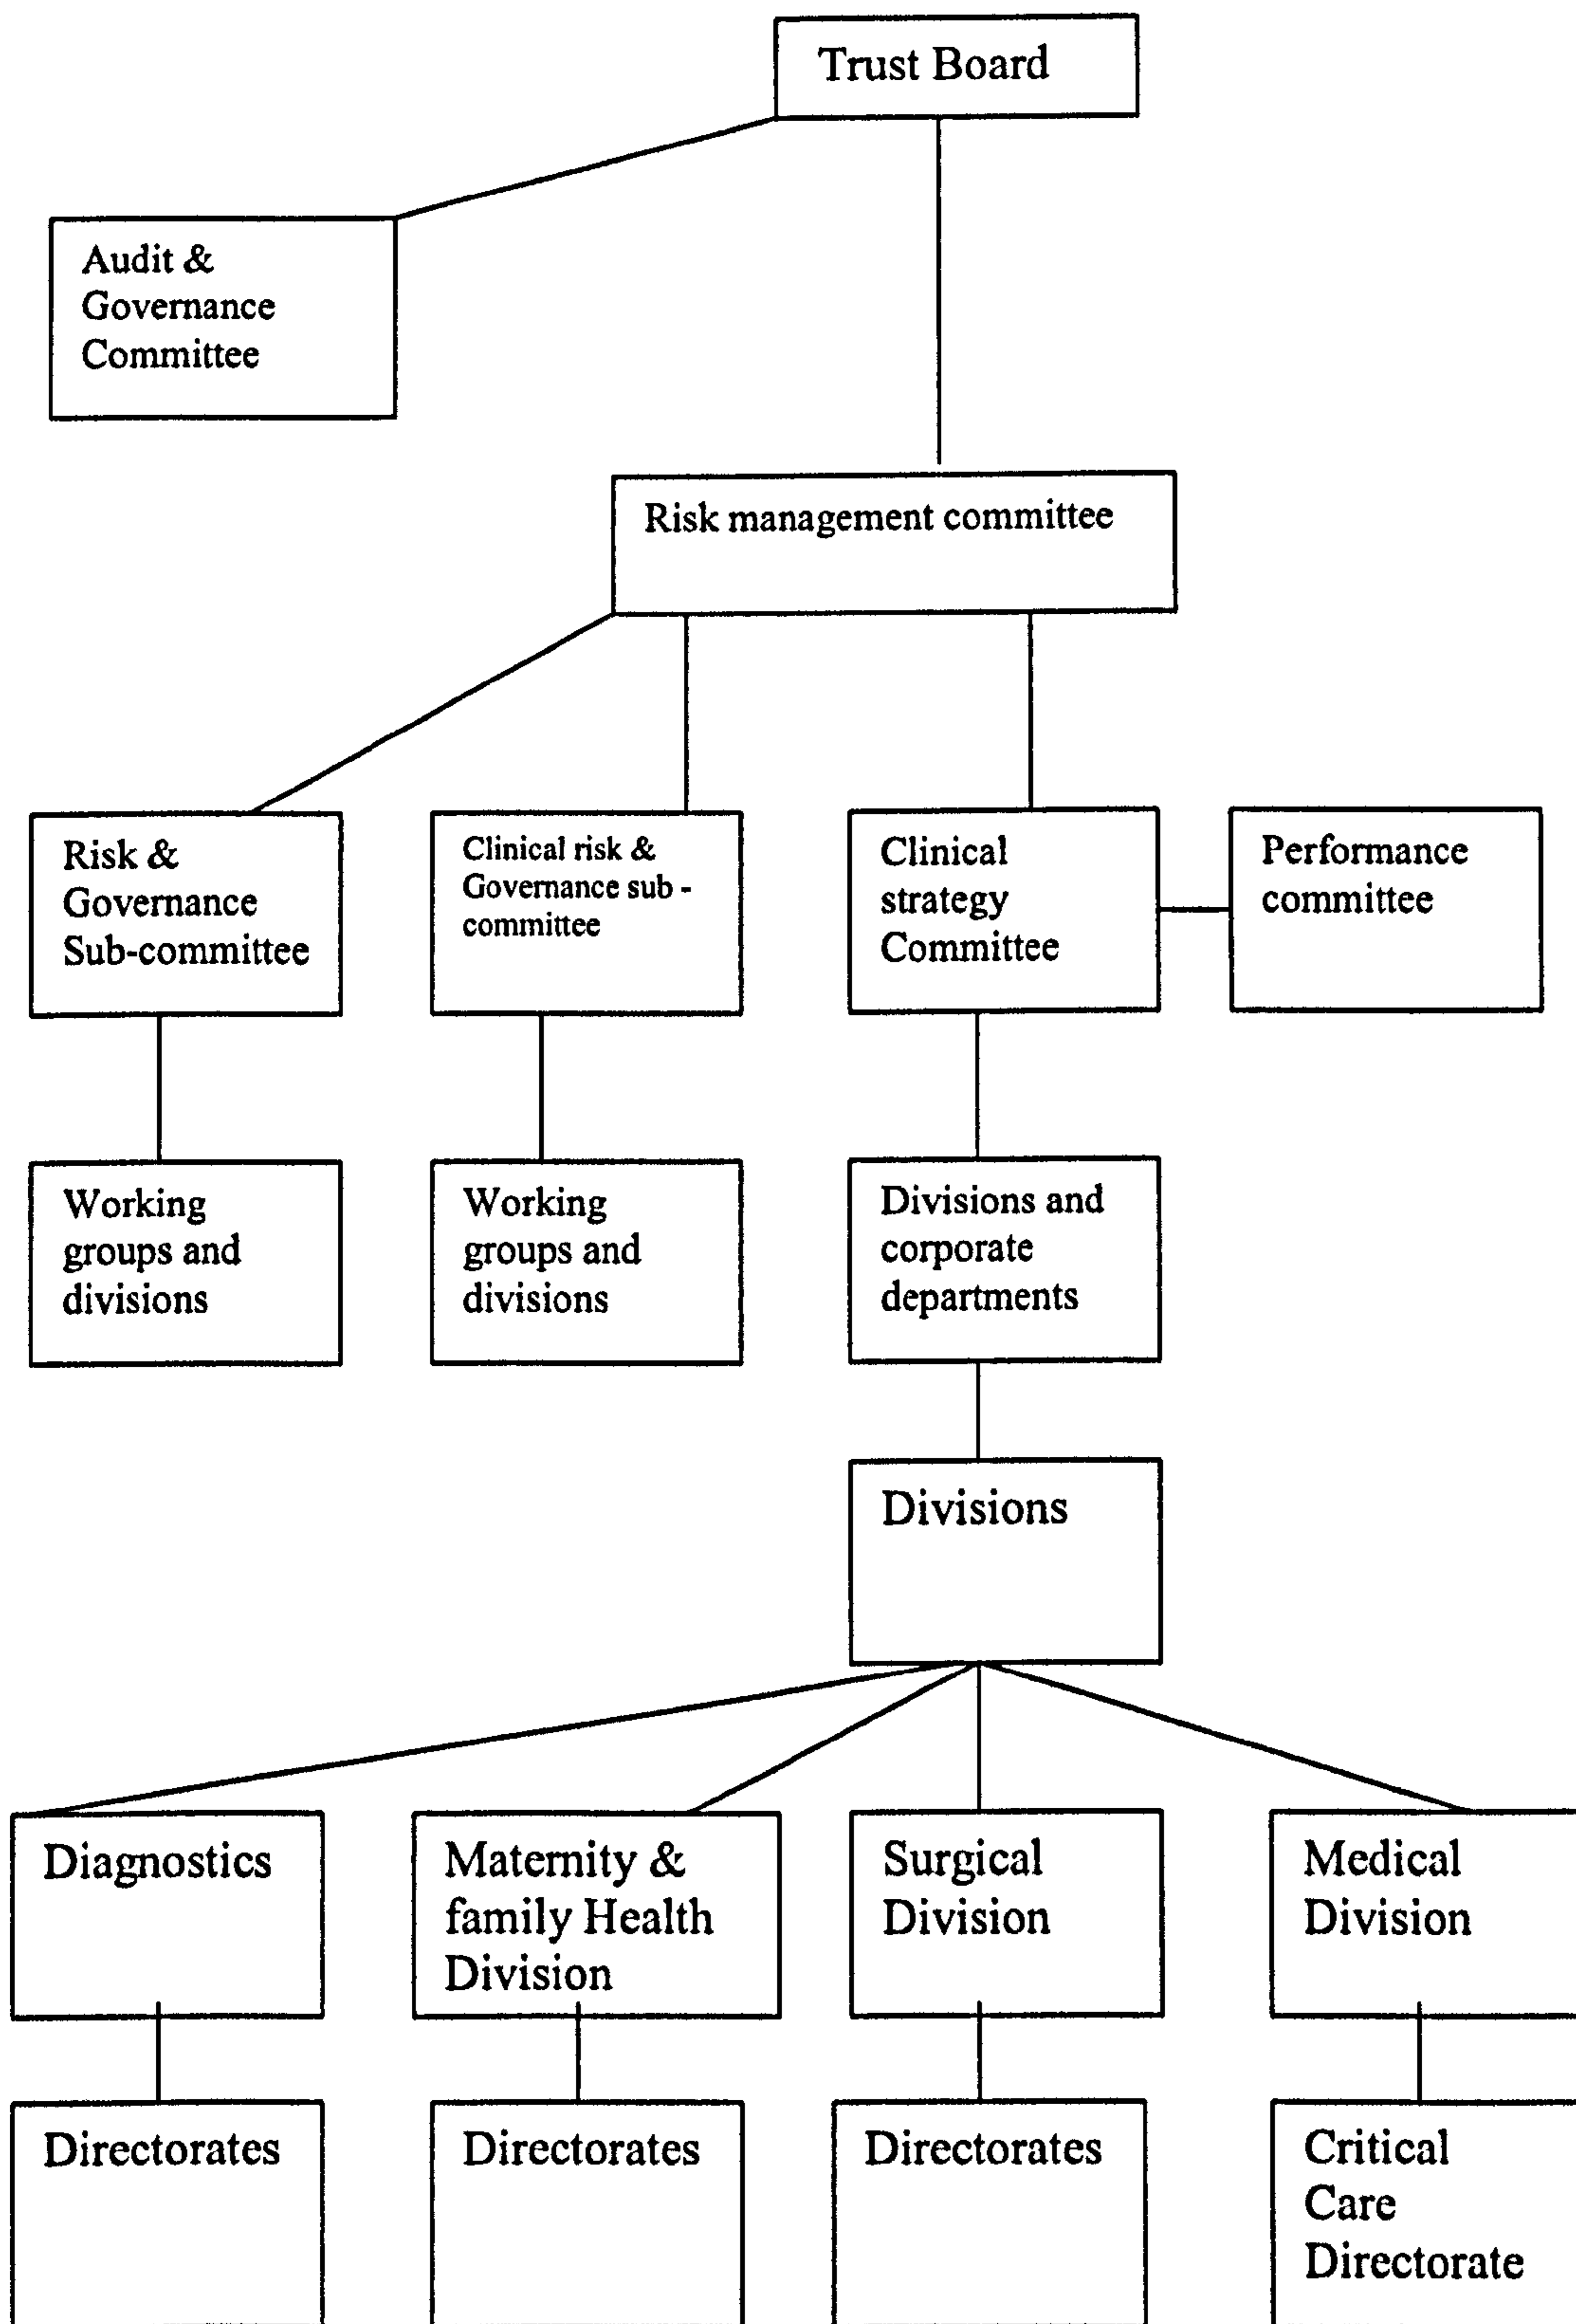 Trust Board
Audit &
Governance
Committee
Risk management committee
Risk &
Governance
Sub-committee
Clinical risk &
Governance sub -
committee
Clinical
strategy
Committee
Performance
committee
Working
groups and
divisions
Working
groups and
divisions
Divisions and
corporate
departments
Divisions
Diagnostics
Maternity &
family Health
Division
Surgical
Division
Medical
Division
Directorates
Directorates
Directorates
Critical
Care
Directorate